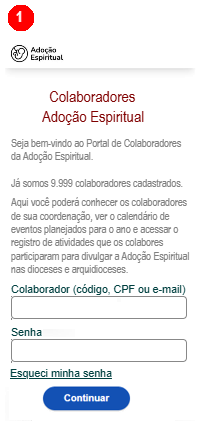 1
Adoção
Espiritual
Colaboradores
Adoção Espiritual
Seja bem-vindo ao Portal de Colaboradores
da Adoção Espiritual.
Já somos 9.999 colaboradores cadastrados.
Aqui você poderá conhecer os colaboradores
de sua coordenação, ver o calendário de
eventos planejados para o ano e acessar o
registro de atividades que os colabores
participaram para divulgar a Adoção Espiritual
nas dioceses e arquidioceses.
Colaborador (código, CPF ou e-mail)
Senha
Esqueci minha senha
Continuar